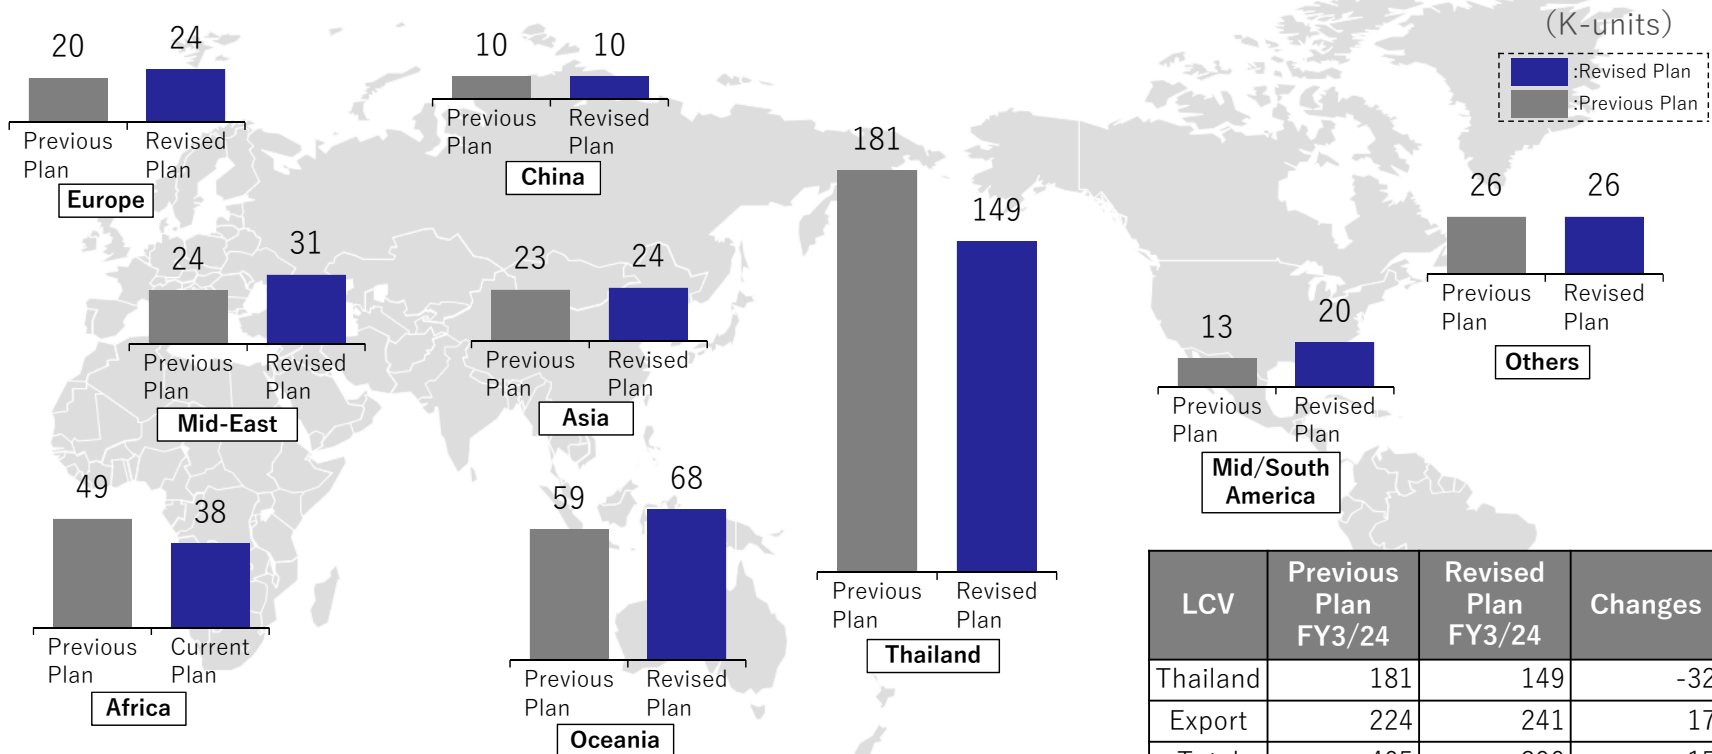 (K-units)
:Revised Plan
:Previous Plan
20
24
Previous
Plan
Revised
Plan
Europe
10
10
Previous
Plan
Revised
Plan
China
181
149
Previous
Plan
Revised
Plan
Thailand
26
26
Previous
Plan
Revised
Plan
Others
24
31
Previous
Plan
Revised
Plan
Mid-East
23
24
Previous
Plan
Revised
Plan
Asia
13
20
Previous
Plan
Revised
Plan
Mid/South
America
49
38
Previous
Plan
Current
Plan
Africa
59
68
Previous
Plan
Revised
Plan
Oceania
LCV
Previous
Plan
FY3/24
Revised
Plan
FY3/24
Changes
Thailand 181 149 -32
Export 224 241 17